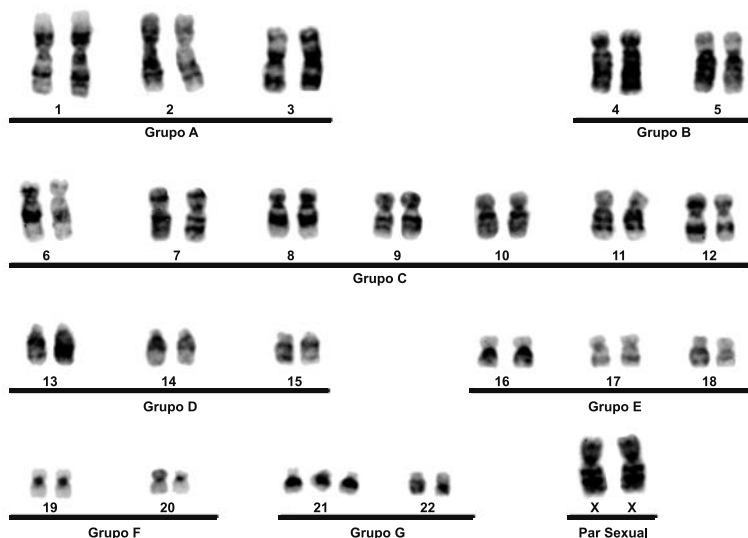 1 2 3 4 5
Grupo A Grupo B
6 7 8 9 10 11 12
Grupo C
13 14 15 16 17 18
Grupo D Grupo E
19 20 21 22 X X
Grupo F Grupo G Par Sexual